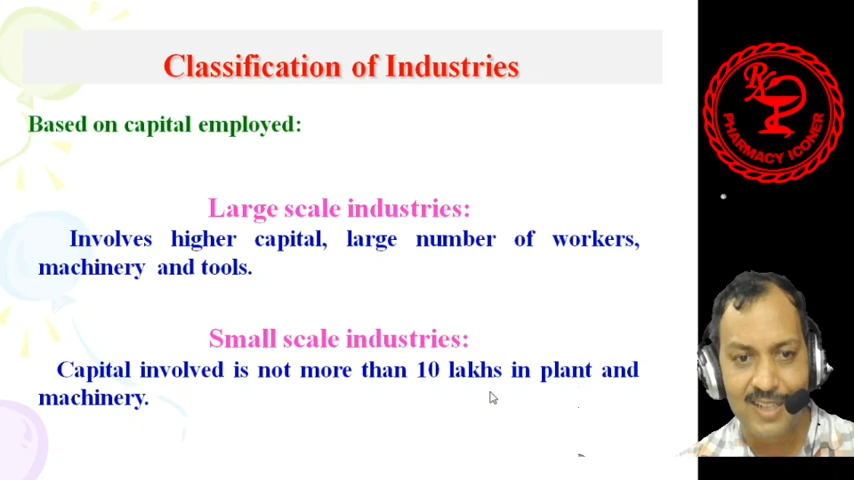 Classification of Industries
Based on capital employed:
Large scale industries:
Involves higher capital, large number of workers,
machinery and tools.
Small scale industries:
Capital involved is not more than 10 lakhs in plant and
machinery.
Rx
PHARMACY ICONER